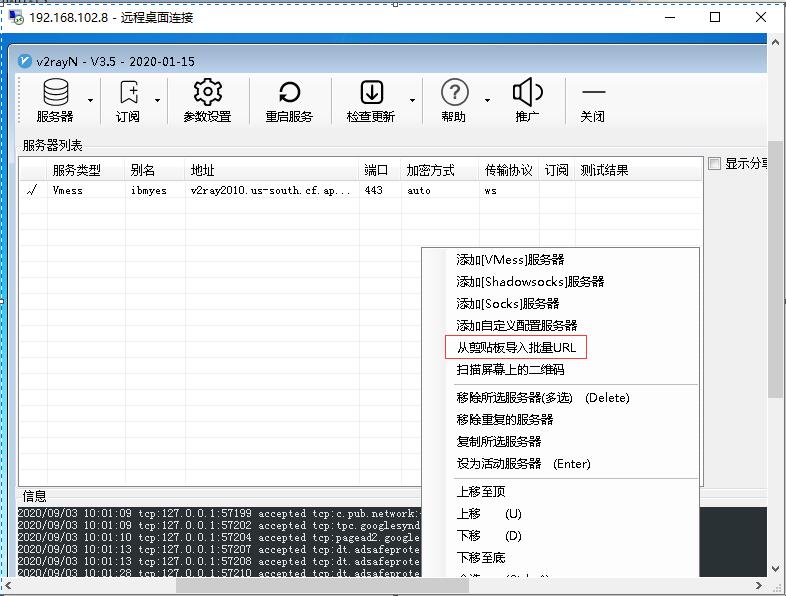 192.168.102.8 - 远程桌面连接
v2rayN - V3.5 - 2020-01-15
服务器 订阅 参数设置 重启服务 检查更新 帮助 推广 关闭
服务器列表
服务类型 别名 地址 端口 加密方式 传输协议 订阅 测试结果
显示分享
√ Vmess ibmyes v2ray2010.us-south.cf.ap... 443 auto ws
添加[VMess]服务器
添加[Shadowsocks]服务器
添加[Socks]服务器
添加自定义配置服务器
从剪贴板导入批量URL
扫描屏幕上的二维码
移除所选服务器(多选) (Delete)
移除重复的服务器
复制所选服务器
设为活动服务器 (Enter)
上移至顶
上移 (U)
下移 (D)
下移至底
信息
2020/09/03 10:01:09 tcp:127.0.0.1:57199 accepted tcp:c.pub.network:
2020/09/03 10:01:09 tcp:127.0.0.1:57202 accepted tcp:tpc.googlesynd
2020/09/03 10:01:10 tcp:127.0.0.1:57204 accepted tcp:pagead2.google
2020/09/03 10:01:13 tcp:127.0.0.1:57207 accepted tcp:dt.adsafeprote
2020/09/03 10:01:13 tcp:127.0.0.1:57208 accepted tcp:dt.adsafeprote
2020/09/03 10:01:28 tcp:127.0.0.1:57210 accepted tcp:dt.adsafeprote